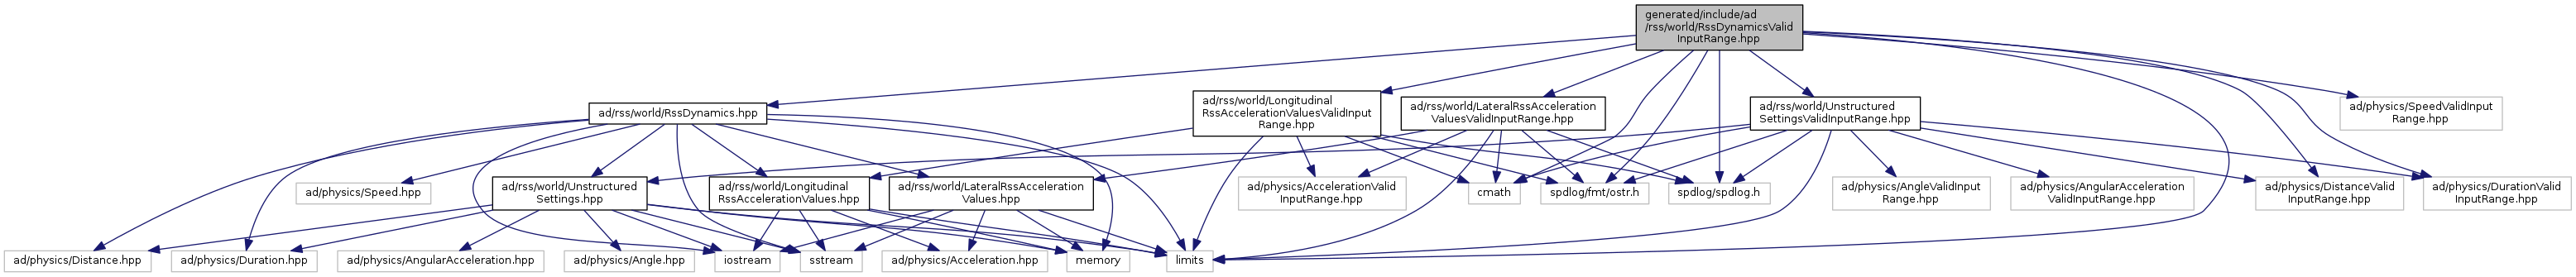 generated/include/ad
/rss/world/RssDynamicsValid
InputRange.hpp
ad/rss/world/RssDynamics.hpp
ad/rss/world/Longitudinal
RssAccelerationValuesValidInput
Range.hpp
ad/rss/world/LateralRssAcceleration
ValuesValidInputRange.hpp
ad/rss/world/Unstructured
SettingsValidInputRange.hpp
ad/physics/SpeedValidInput
Range.hpp
ad/physics/Speed.hpp
ad/rss/world/Unstructured
Settings.hpp
ad/rss/world/Longitudinal
RssAccelerationValues.hpp
ad/rss/world/LateralRssAcceleration
Values.hpp
ad/physics/AccelerationValid
InputRange.hpp
cmath
spdlog/fmt/ostr.h
spdlog/spdlog.h
ad/physics/AngleValidInput
Range.hpp
ad/physics/AngularAcceleration
ValidInputRange.hpp
ad/physics/DistanceValid
InputRange.hpp
ad/physics/DurationValid
InputRange.hpp
ad/physics/Distance.hpp
ad/physics/Duration.hpp
ad/physics/AngularAcceleration.hpp
ad/physics/Angle.hpp
iostream
sstream
ad/physics/Acceleration.hpp
memory
limits